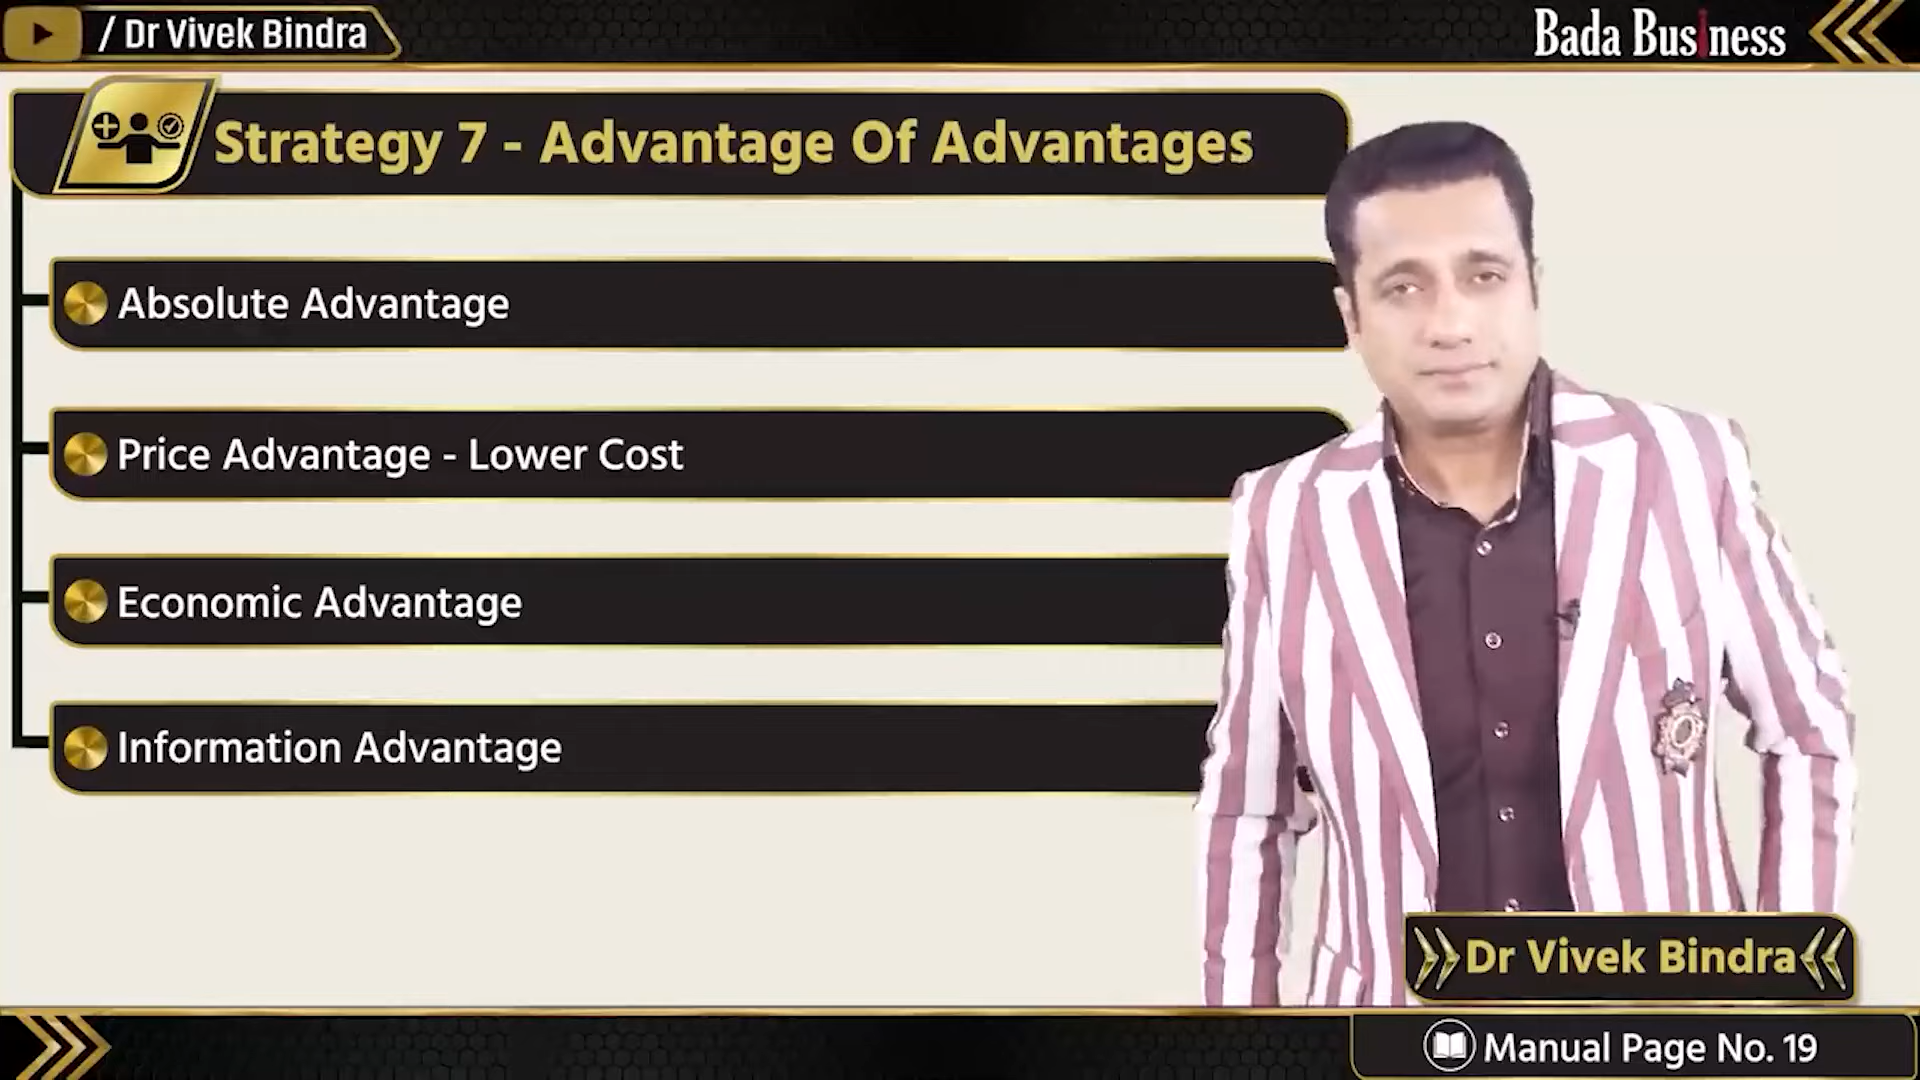 / Dr Vivek Bindra
Bada Business
Strategy 7 - Advantage Of Advantages
Absolute Advantage
Price Advantage - Lower Cost
Economic Advantage
Information Advantage
Dr Vivek Bindra
Manual Page No. 19